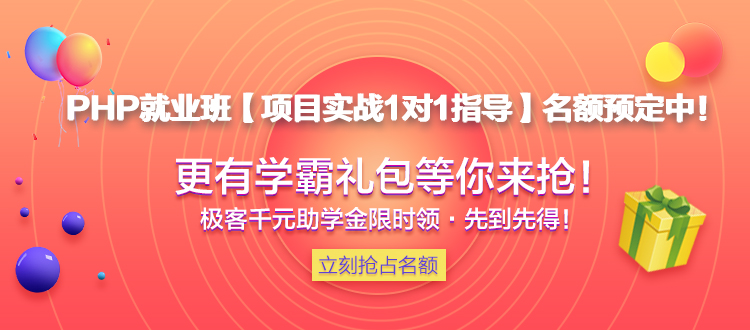 PHP就业班【项目实战1对1指导】名额预定中!
更有学霸礼包等你来抢!
极客千元助学金限时领·先到先得!
立刻抢占名额